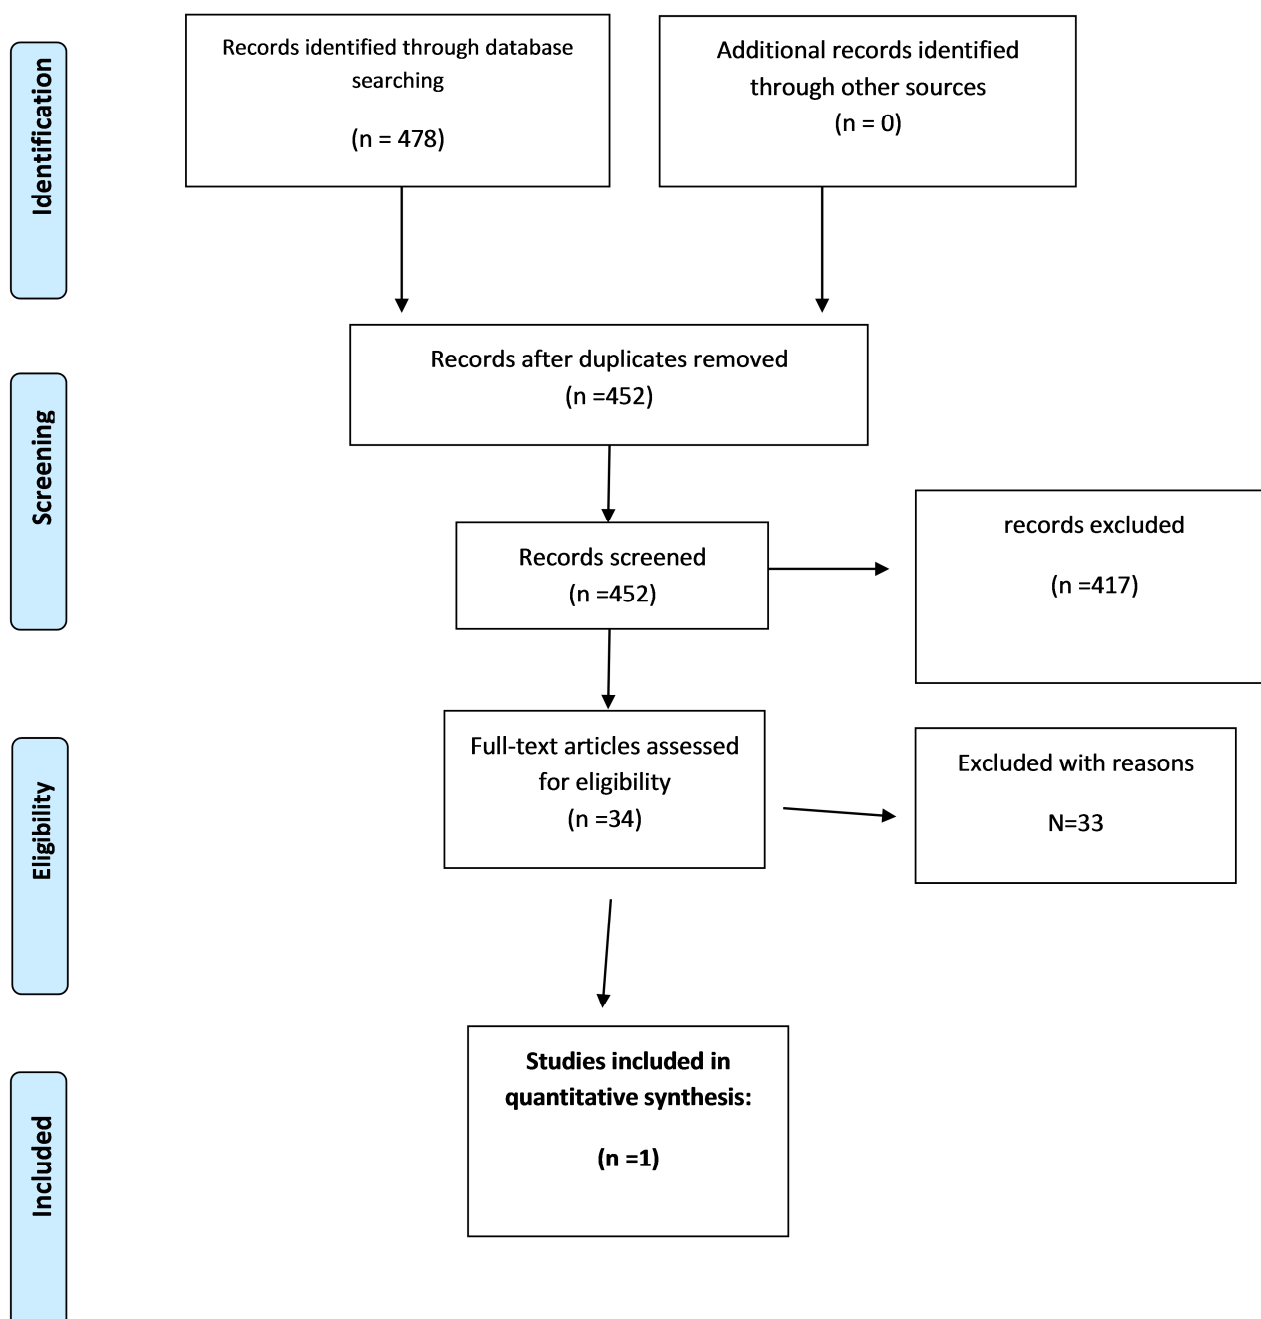 Identification
Records identified through database
searching
(n = 478)
Additional records identified
through other sources
(n = 0)
Screening
Records after duplicates removed
(n =452)
Records screened
(n =452)
records excluded
(n =417)
Eligibility
Full-text articles assessed
for eligibility
(n =34)
Excluded with reasons
N=33
Included
Studies included in
quantitative synthesis:
(n =1)